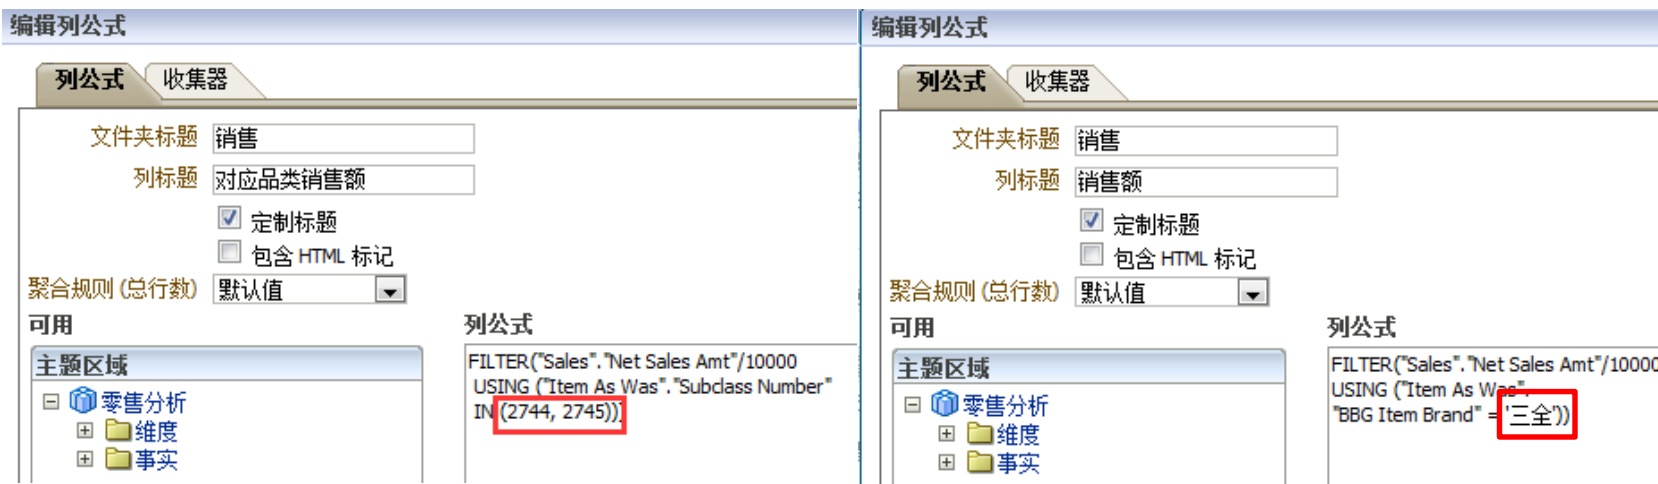 编辑列公式
列公式 收集器
文件夹标题 销售
列标题 对应品类销售额
定制标题
包含 HTML 标记
聚合规则 (总行数) 默认值
可用
列公式
主题区域
零售分析
维度
事实
FILTER("Sales"."Net Sales Amt"/10000
USING ("Item As Was"."Subclass Number"
IN (2744, 2745)))
编辑列公式
列公式 收集器
文件夹标题 销售
列标题 销售额
定制标题
包含 HTML 标记
聚合规则 (总行数) 默认值
可用
列公式
主题区域
零售分析
维度
事实
FILTER("Sales"."Net Sales Amt"/10000
USING ("Item As Was".
"BBG Item Brand" = '三全'))